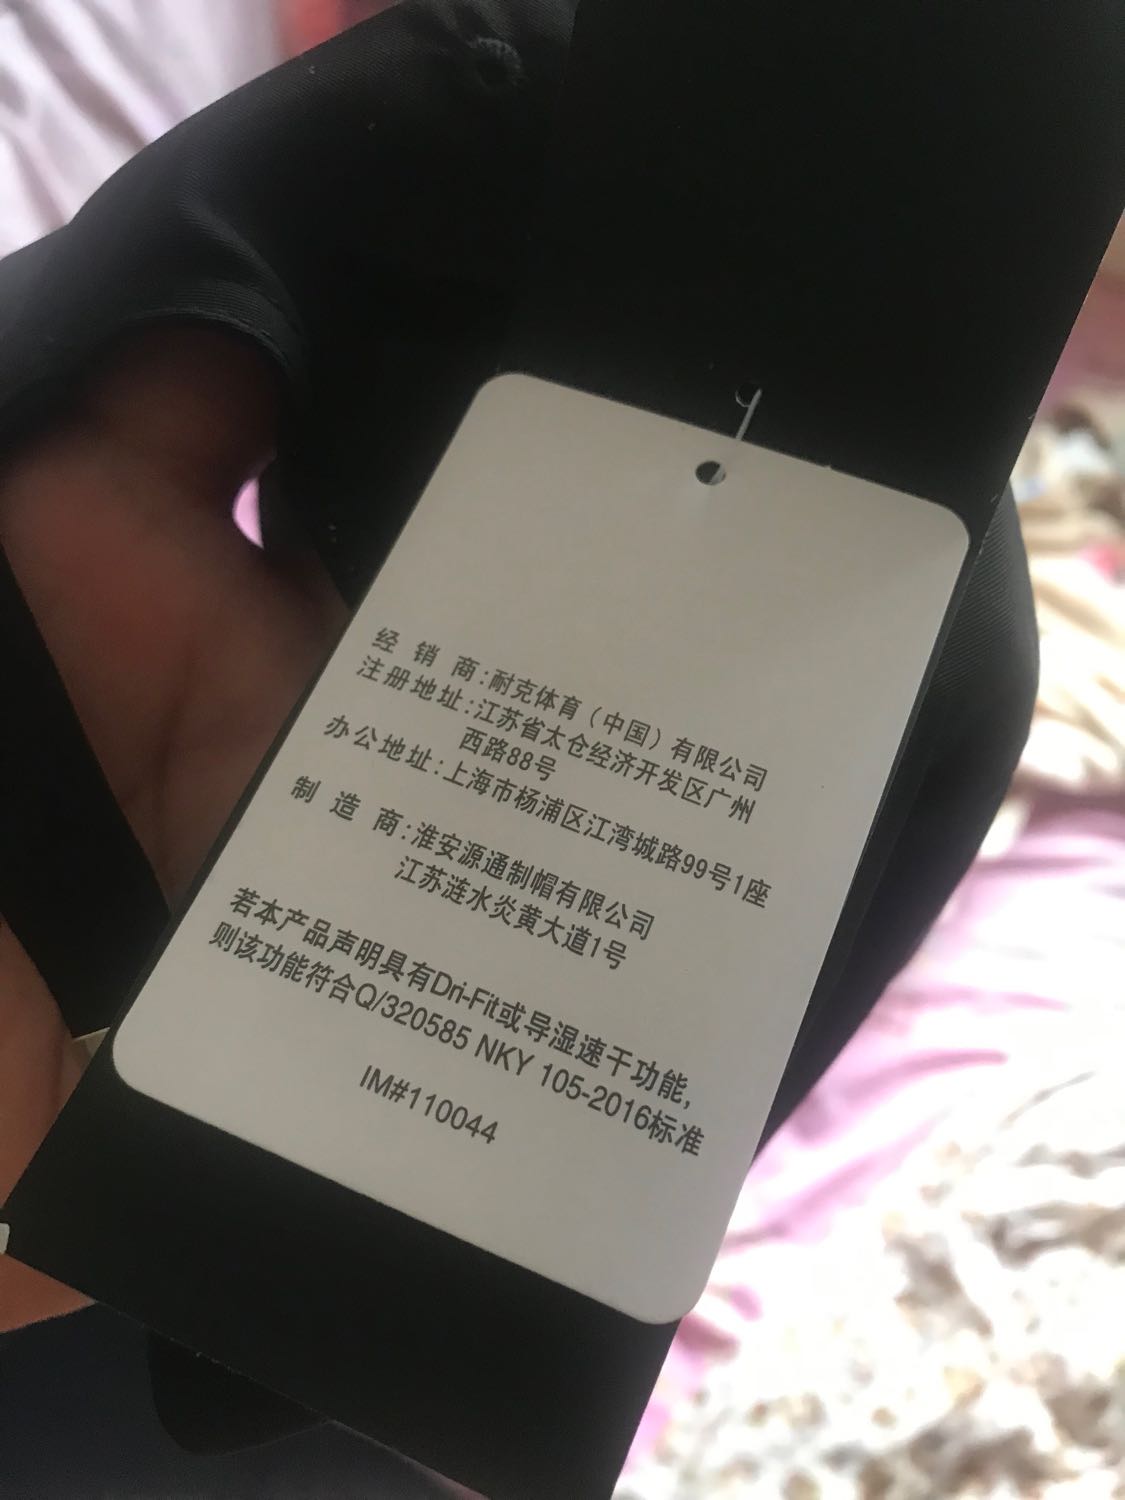 经 销 商:耐克体育（中国）有限公司
注册地址:江苏省太仓经济开发区广州
西路88号
办公地址:上海市杨浦区江湾城路99号1座
制 造 商:淮安源通制帽有限公司
江苏涟水炎黄大道1号
若本产品声明具有Dri-Fit或导湿速干功能,
则该功能符合Q/320585 NKY 105-2016标准
IM#110044